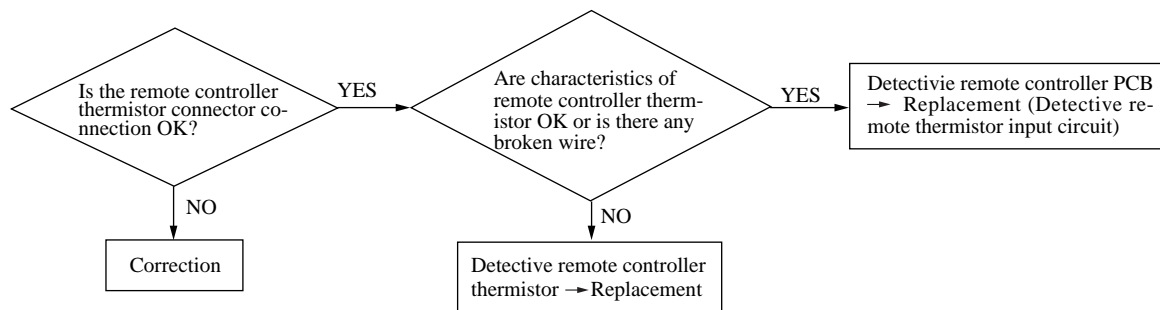 Is the remote controller
thermistor connector co-
nnection OK?
YES
Are characteristics of
remote controller therm-
istor OK or is there any
broken wire?
YES
Detectivie remote controller PCB
→ Replacement (Detective re-
mote thermistor input circuit)
NO
Correction
NO
Detective remote controller
thermistor → Replacement